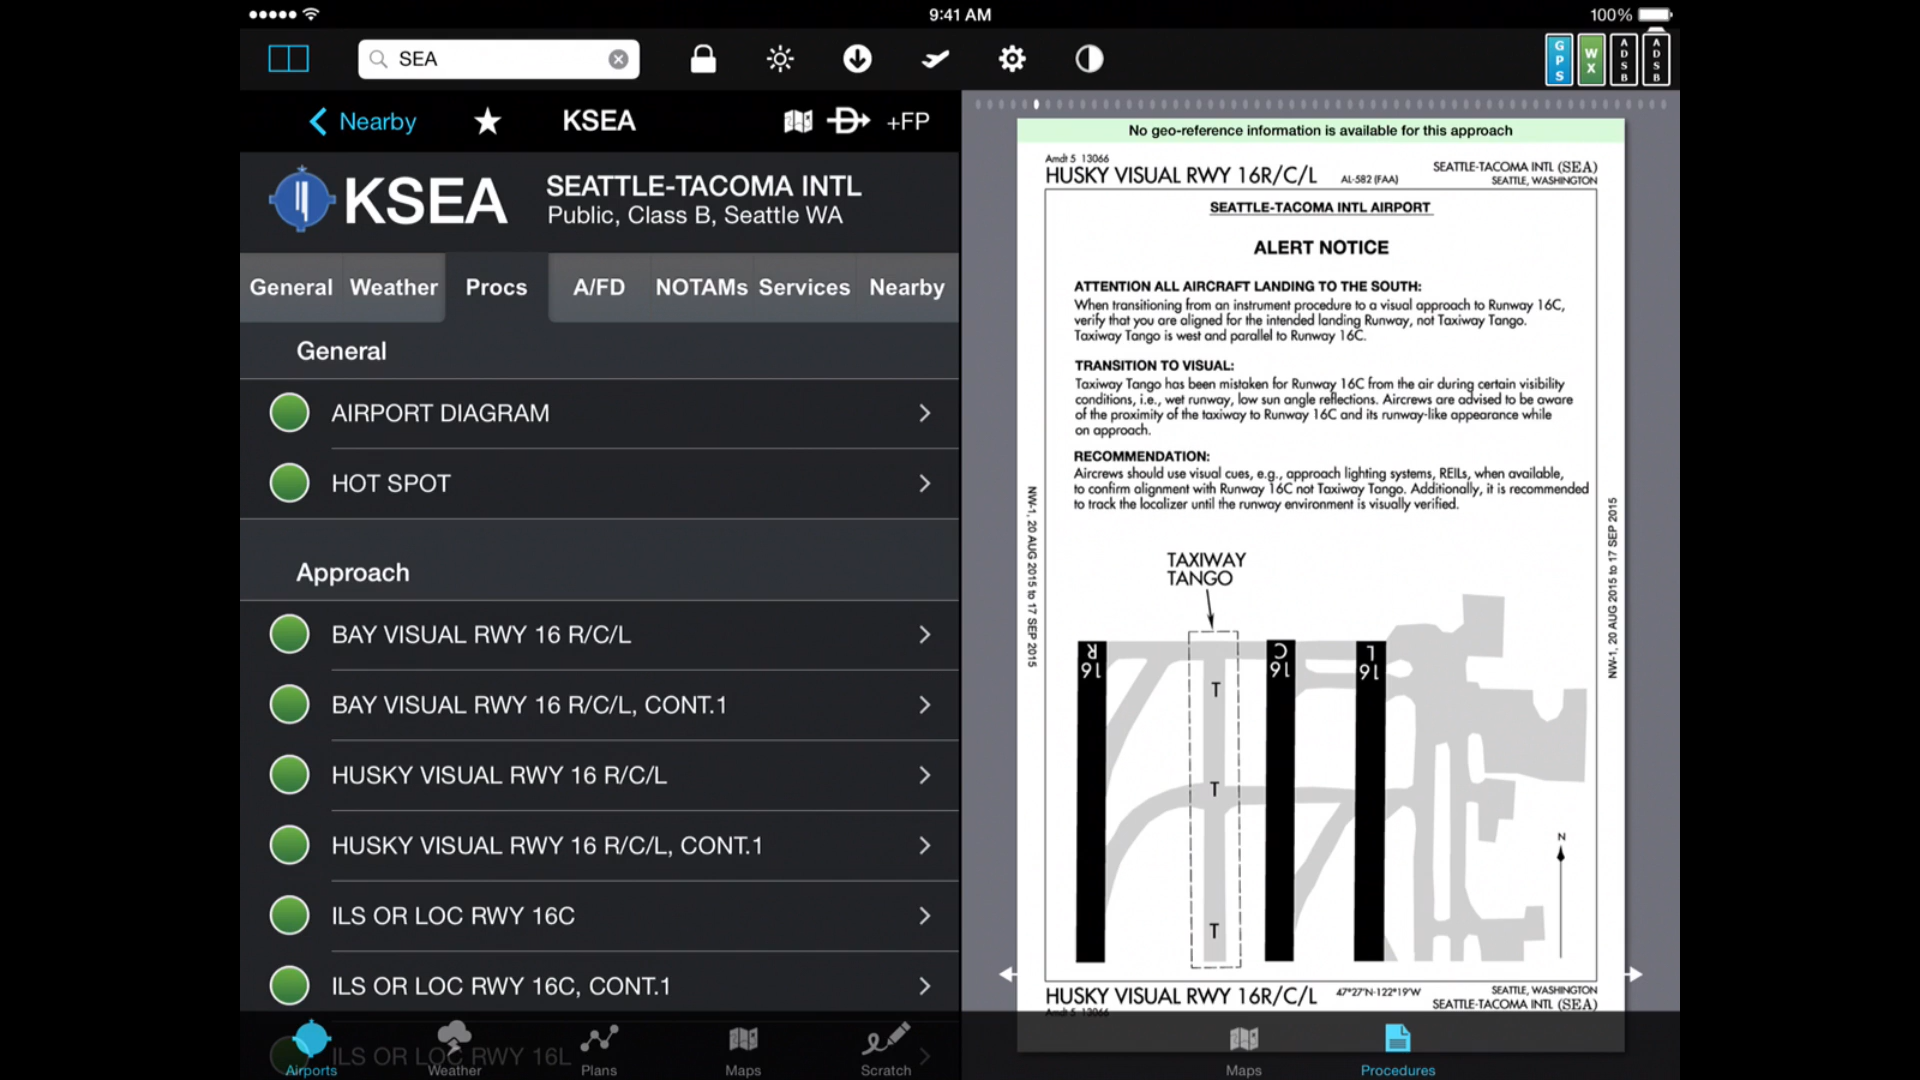 9:41 AM
100%
SEA
GPS
WX
ADSB
ADSB
Nearby
KSEA
+FP
KSEA
SEATTLE-TACOMA INTL
Public, Class B, Seattle WA
General
Weather
Procs
A/FD
NOTAMs
Services
Nearby
General
AIRPORT DIAGRAM
HOT SPOT
Approach
BAY VISUAL RWY 16 R/C/L
BAY VISUAL RWY 16 R/C/L, CONT.1
HUSKY VISUAL RWY 16 R/C/L
HUSKY VISUAL RWY 16 R/C/L, CONT.1
ILS OR LOC RWY 16C
ILS OR LOC RWY 16C, CONT.1
ILS OR LOC RWY 16L
Airports
Weather
Plans
Maps
Scratch
No geo-reference information is available for this approach
Amdt 5 13066
HUSKY VISUAL RWY 16R/C/L
AL-582 (FAA)
SEATTLE-TACOMA INTL (SEA)
SEATTLE, WASHINGTON
SEATTLE-TACOMA INTL AIRPORT
ALERT NOTICE
ATTENTION ALL AIRCRAFT LANDING TO THE SOUTH:
When transitioning from an instrument procedure to a visual approach to Runway 16C,
verify that you are aligned for the intended landing Runway, not Taxiway Tango.
Taxiway Tango is west and parallel to Runway 16C.
TRANSITION TO VISUAL:
Taxiway Tango has been mistaken for Runway 16C from the air during certain visibility
conditions, i.e., wet runway, low sun angle reflections. Aircrews are advised to be aware
of the proximity of the taxiway to Runway 16C and its runway-like appearance while
on approach.
RECOMMENDATION:
Aircrews should use visual cues, e.g., approach lighting systems, REILs, when available,
to confirm alignment with Runway 16C not Taxiway Tango. Additionally, it is recommended
to track the localizer until the runway environment is visually verified.
NW-1, 20 AUG 2015 to 17 SEP 2015
NW-1, 20 AUG 2015 to 17 SEP 2015
TAXIWAY
TANGO
16R
16C
16L
T
T
T
N
HUSKY VISUAL RWY 16R/C/L
47°27'N-122°19'W
SEATTLE, WASHINGTON
SEATTLE-TACOMA INTL (SEA)
Amdt 5 13066
Maps
Procedures